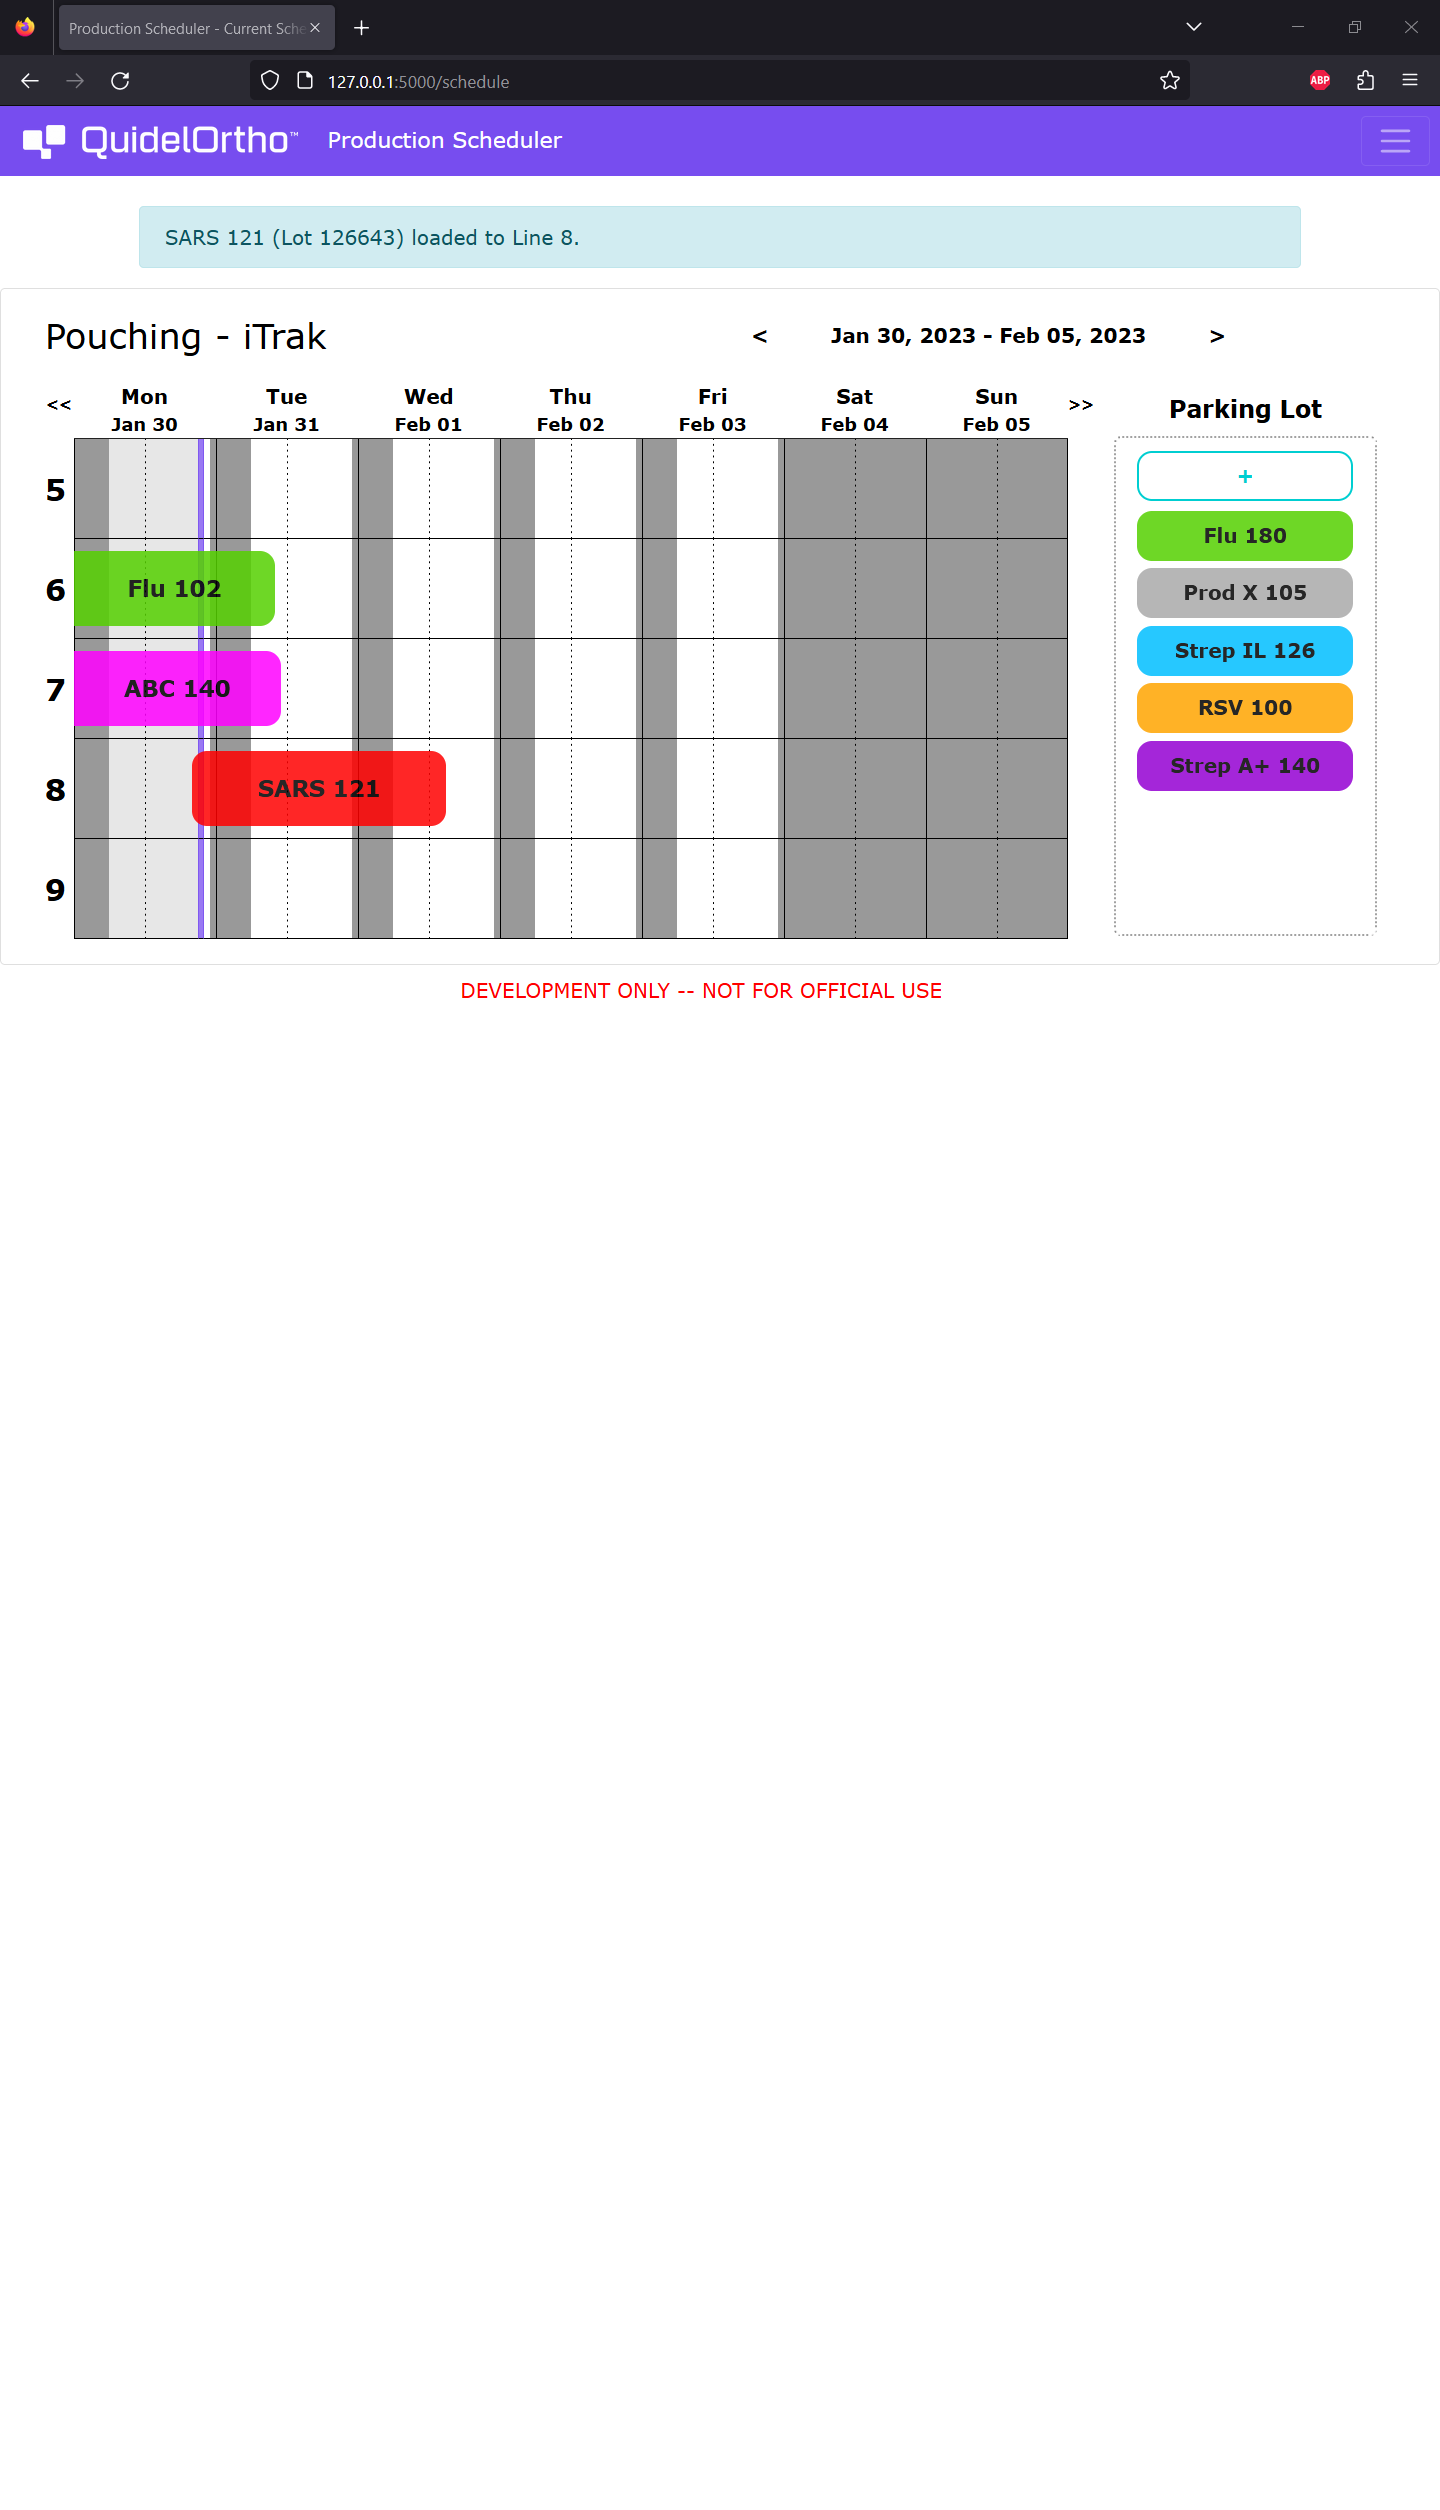 Production Scheduler - Current Sche
127.0.0.1:5000/schedule
ABP
QuidelOrtho™ Production Scheduler
SARS 121 (Lot 126643) loaded to Line 8.
Pouching - iTrak
< Jan 30, 2023 - Feb 05, 2023 >
<< Mon Tue Wed Thu Fri Sat Sun >>
Jan 30 Jan 31 Feb 01 Feb 02 Feb 03 Feb 04 Feb 05
5
6 Flu 102
7 ABC 140
8 SARS 121
9
Parking Lot
+
Flu 180
Prod X 105
Strep IL 126
RSV 100
Strep A+ 140
DEVELOPMENT ONLY -- NOT FOR OFFICIAL USE